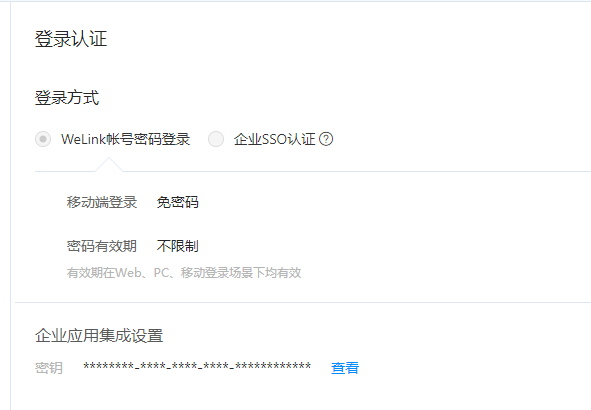 登录认证
登录方式
WeLink帐号密码登录 企业SSO认证 ?
移动端登录 免密码
密码有效期 不限制
有效期在Web、PC、移动登录场景下均有效
企业应用集成设置
密钥 ********-****-****-****-************ 查看